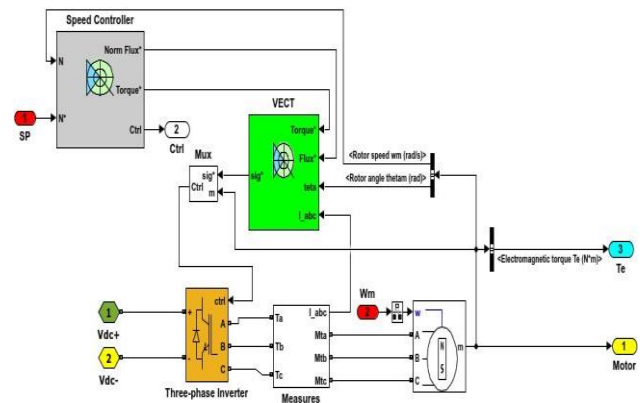 Speed Controller
N
Norm Flux*
Torque*
N*
Ctrl
1
SP
2
Ctrl
VECT
Torque*
Flux*
sig*
teta
I_abc
Mux
sig*
Ctrl
m
<Rotor speed wm (rad/s)>
<Rotor angle thetam (rad)>
<Electromagnetic torque Te (N*m)>
3
Te
1
Vdc+
2
Vdc-
ctrl
+
-
A
B
C
Three-phase Inverter
Ta
Tb
Tc
I_abc
Mta
Mtb
Mtc
Measures
Wm
2
w
A
B
C
N
S
m
1
Motor